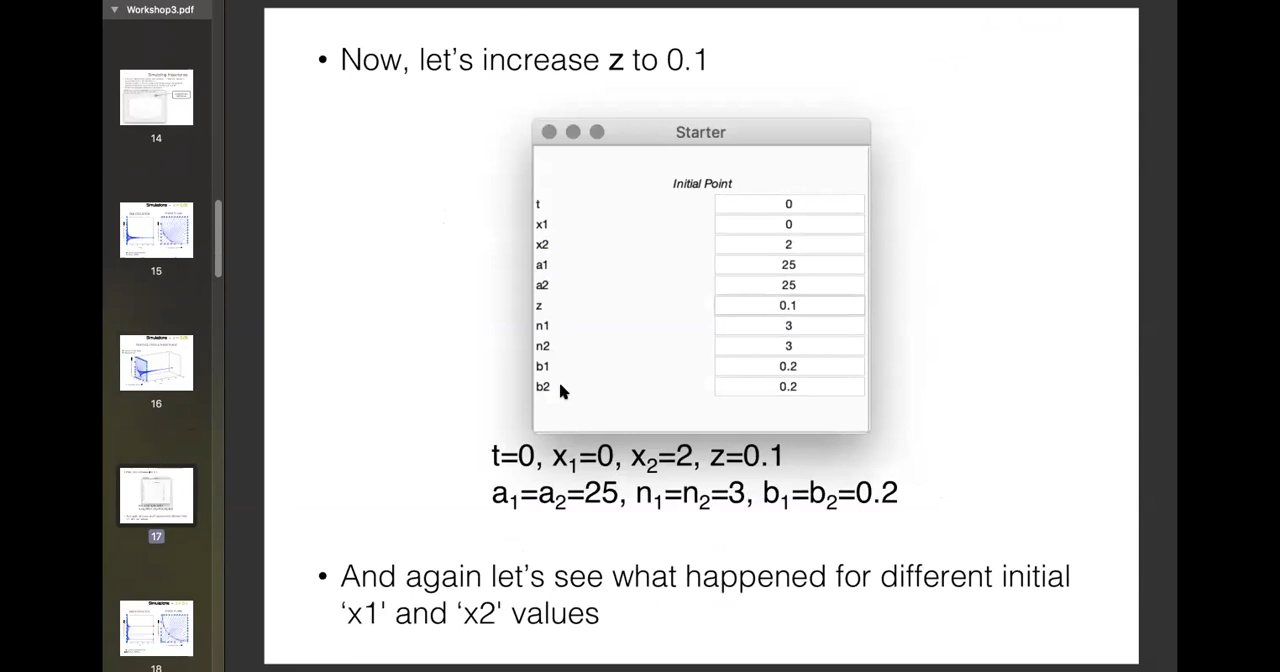 Workshop3.pdf
14
15
16
17
18
• Now, let's increase z to 0.1
Starter
Initial Point
t 0
x1 0
x2 2
a1 25
a2 25
z 0.1
n1 3
n2 3
b1 0.2
b2 0.2
t=0, x₁=0, x₂=2, z=0.1
a₁=a₂=25, n₁=n₂=3, b₁=b₂=0.2
• And again let's see what happened for different initial
‘x1' and ‘x2' values